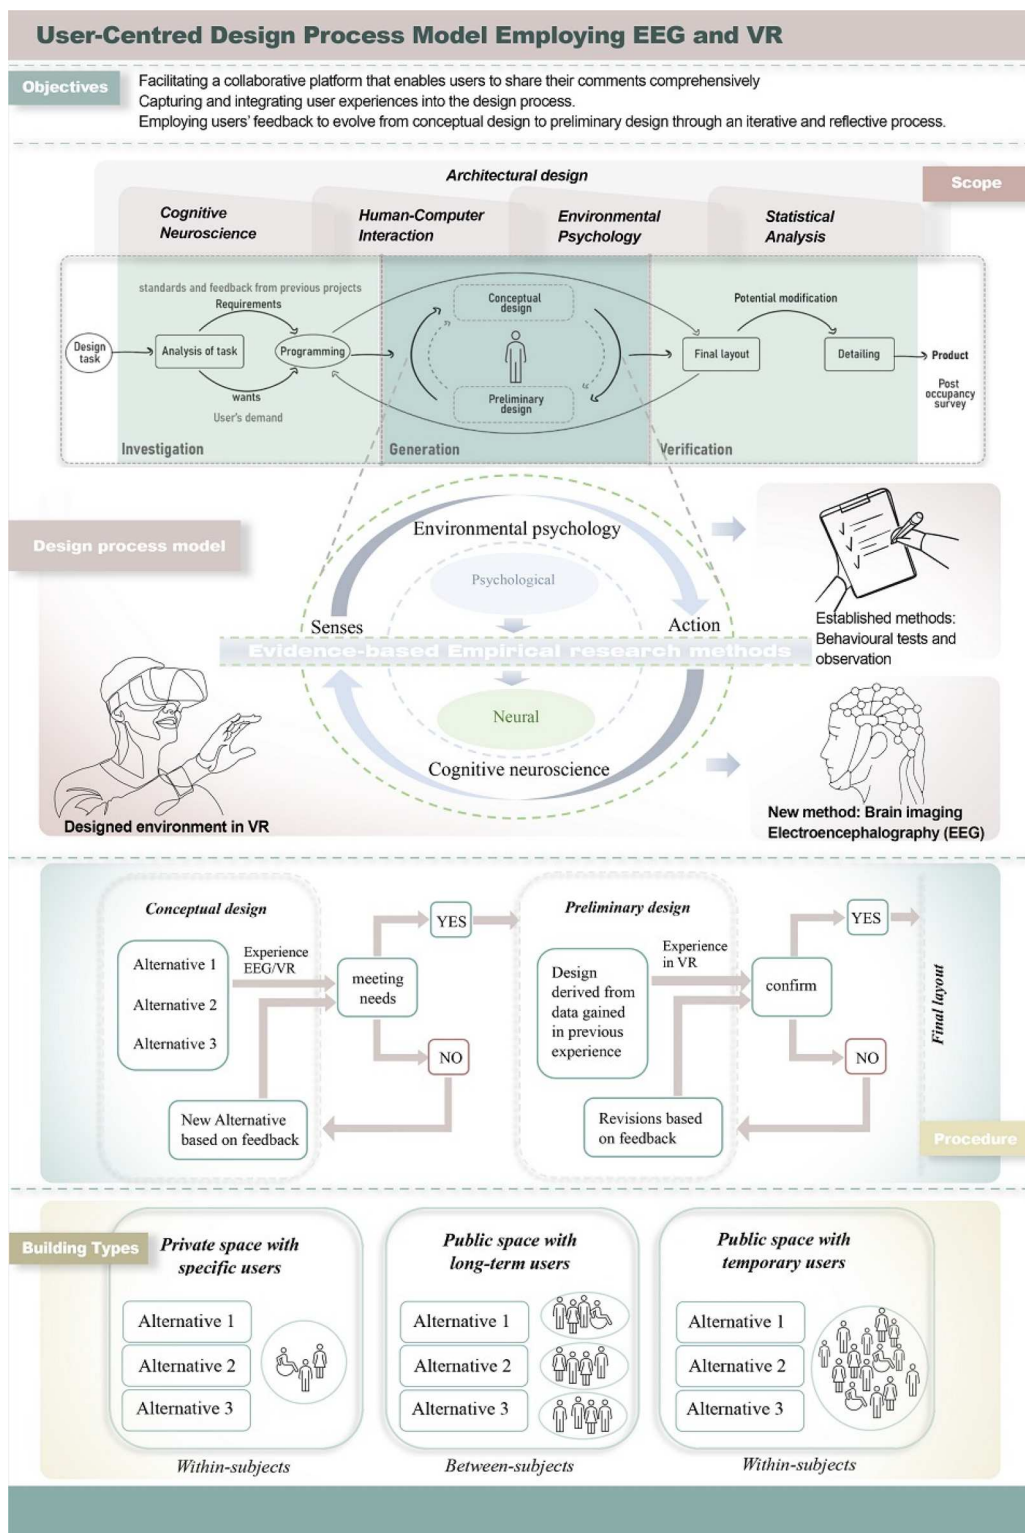 User-Centred Design Process Model Employing EEG and VR
Objectives
Facilitating a collaborative platform that enables users to share their comments comprehensively
Capturing and integrating user experiences into the design process.
Employing users' feedback to evolve from conceptual design to preliminary design through an iterative and reflective process.
Architectural design
Scope
Cognitive
Neuroscience
Human-Computer
Interaction
Environmental
Psychology
Statistical
Analysis
standards and feedback from previous projects
Requirements
Design
task
Analysis of task
Programming
wants
User's demand
Investigation
Conceptual
design
Preliminary
design
Generation
Potential modification
Final layout
Detailing
Product
Post
occupancy
survey
Verification
Design process model
Environmental psychology
Psychological
Senses
Action
Evidence-based Empirical research methods
Neural
Cognitive neuroscience
Established methods:
Behavioural tests and
observation
Designed environment in VR
New method: Brain imaging
Electroencephalography (EEG)
Conceptual design
Alternative 1
Alternative 2
Alternative 3
Experience
EEG/VR
meeting
needs
YES
NO
New Alternative
based on feedback
Preliminary design
Design
derived from
data gained
in previous
experience
Experience
in VR
confirm
YES
NO
Revisions based
on feedback
Final layout
Procedure
Building Types
Private space with
specific users
Alternative 1
Alternative 2
Alternative 3
Within-subjects
Public space with
long-term users
Alternative 1
Alternative 2
Alternative 3
Between-subjects
Public space with
temporary users
Alternative 1
Alternative 2
Alternative 3
Within-subjects